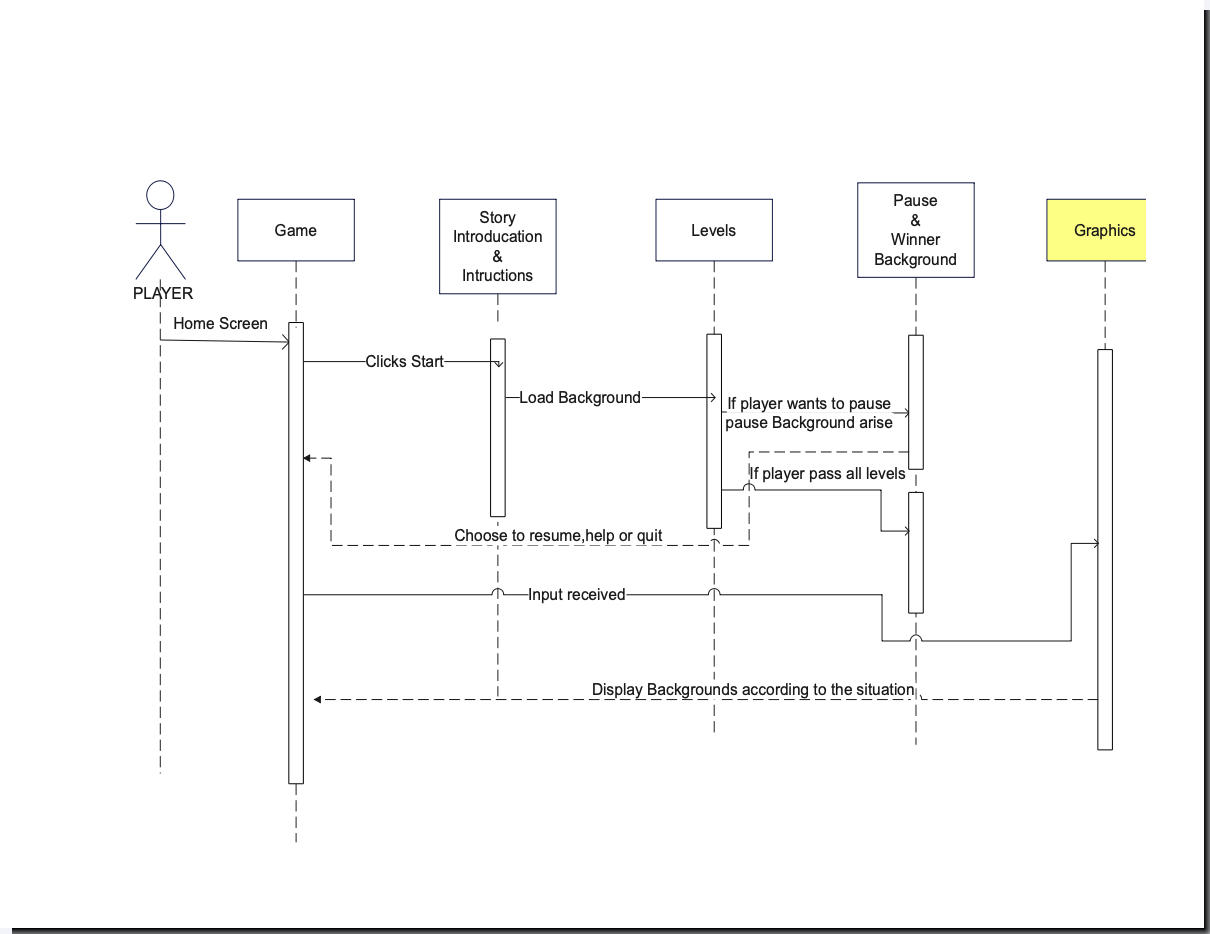 PLAYER
Game
Story
Introducation
&
Intructions
Levels
Pause
&
Winner
Background
Graphics
Home Screen
Clicks Start
Load Background
If player wants to pause
pause Background arise
If player pass all levels
Choose to resume,help or quit
Input received
Display Backgrounds according to the situation